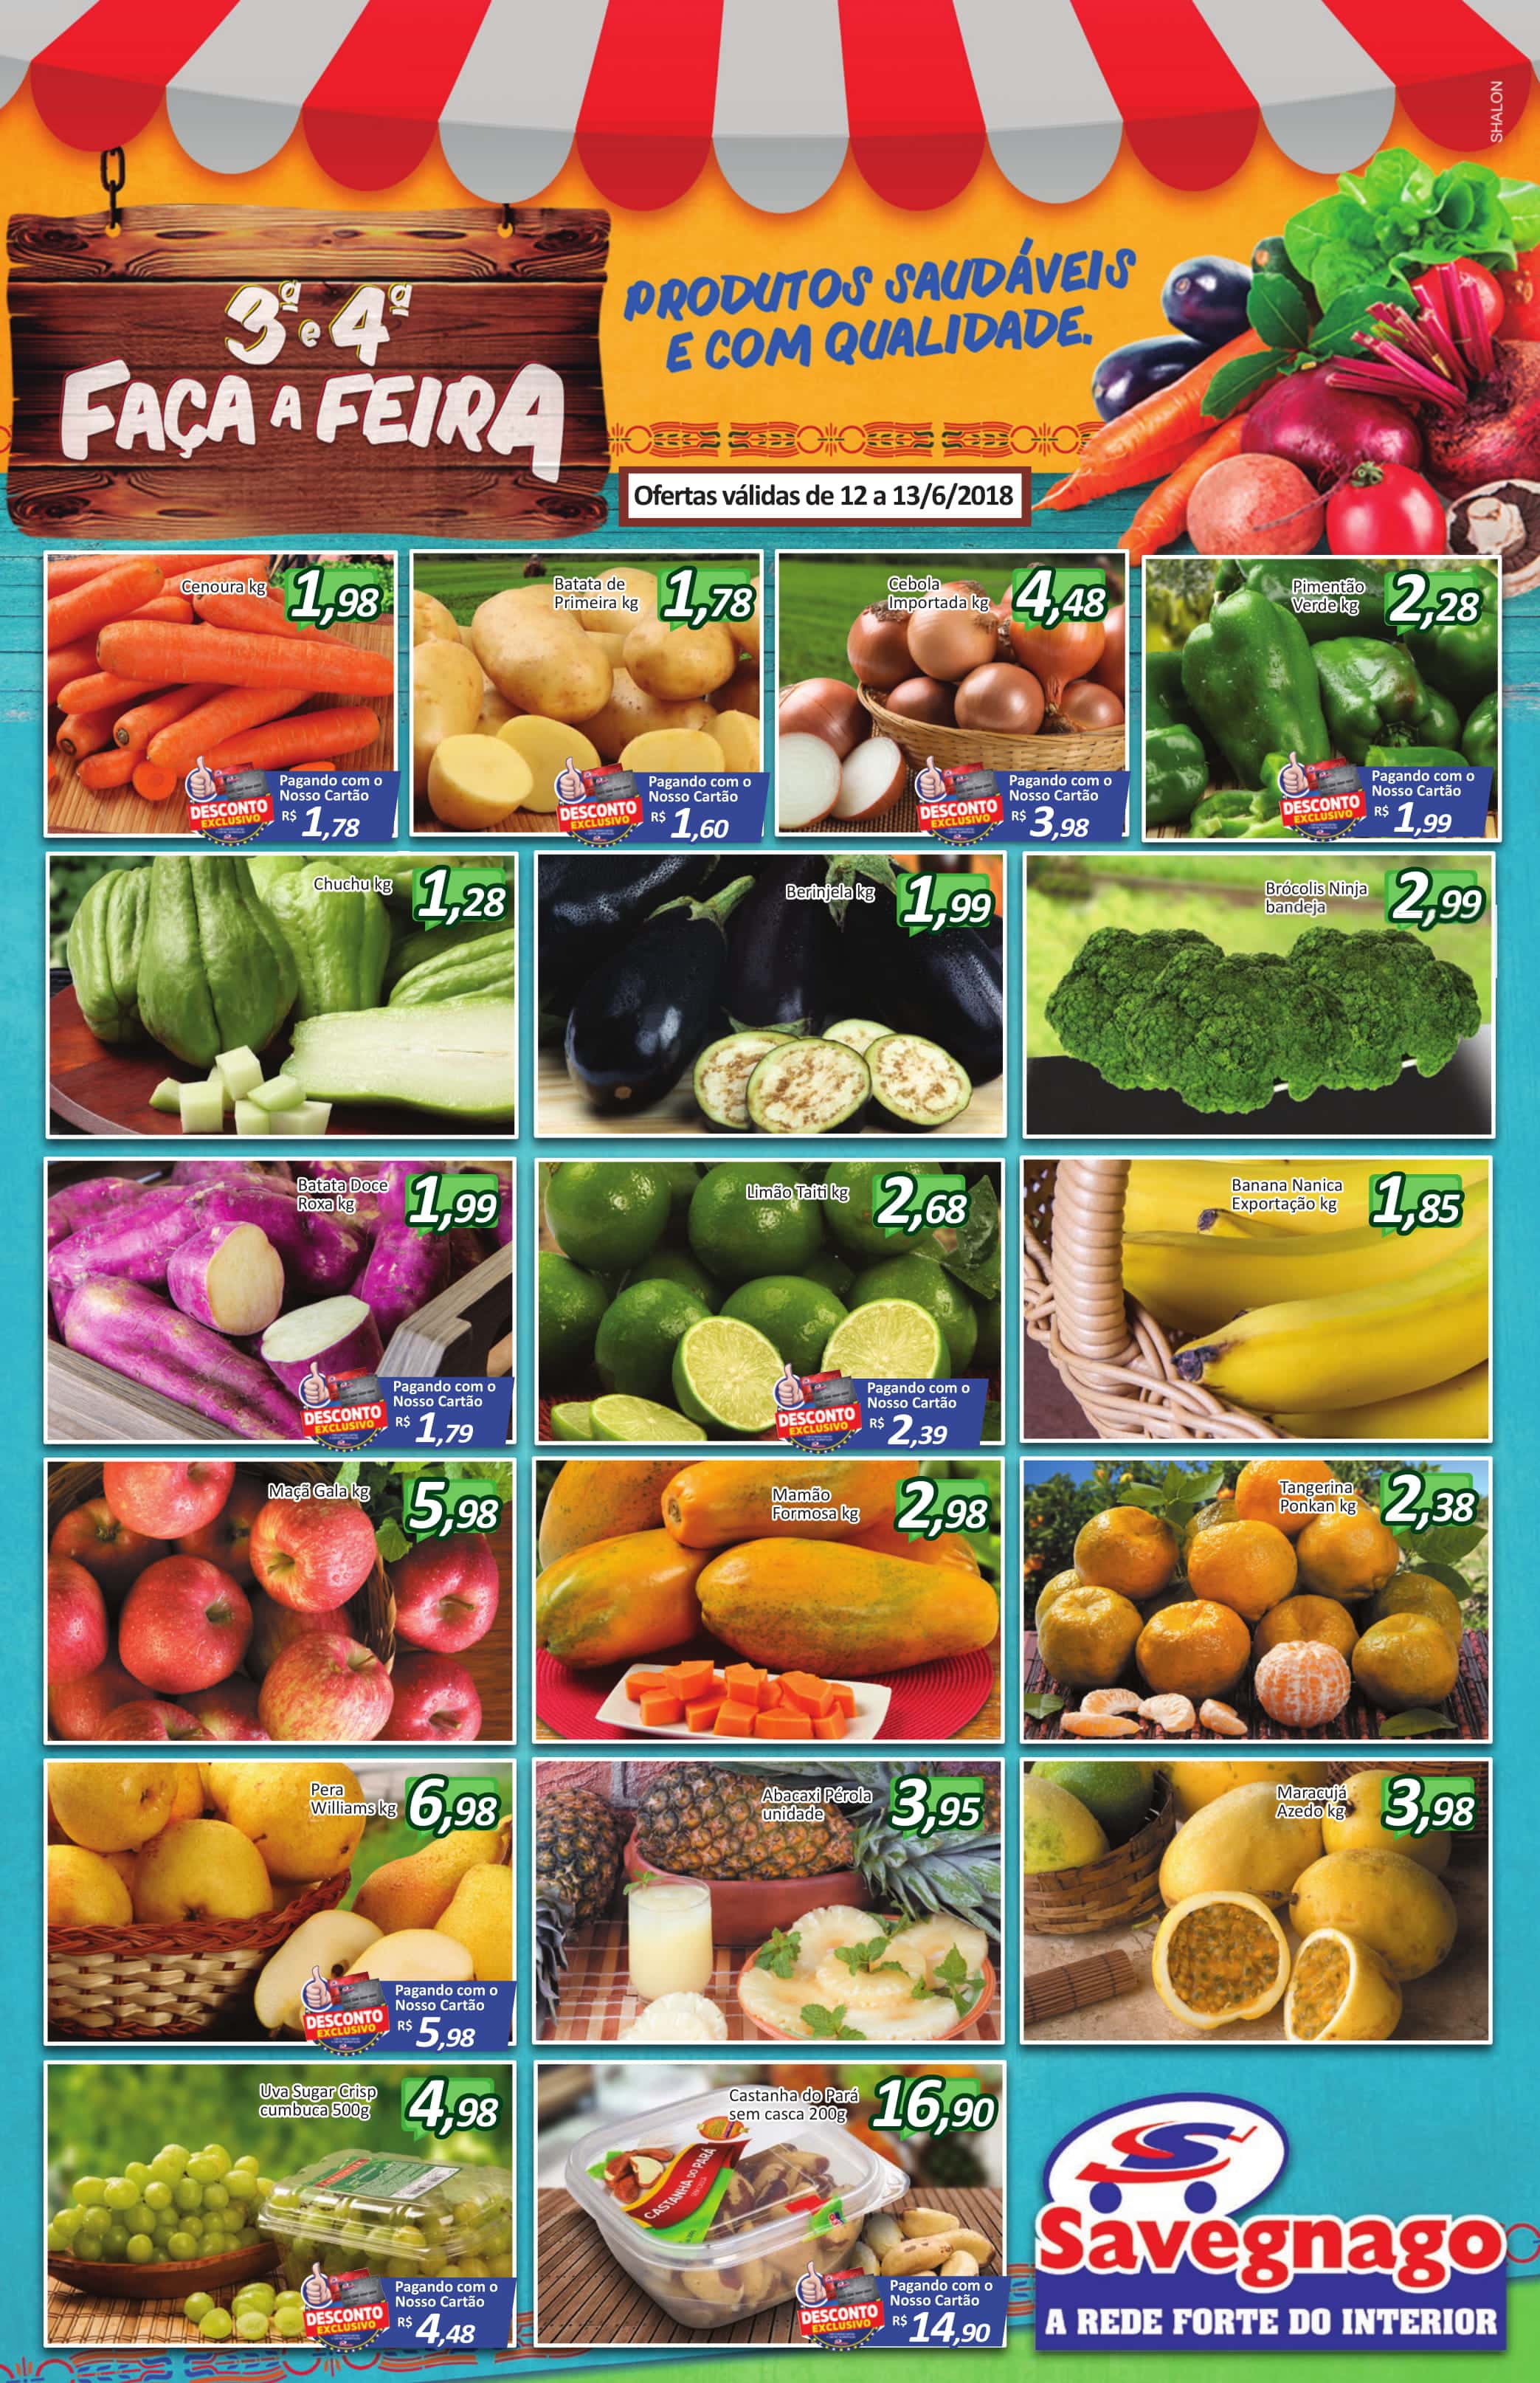 SHALON
3ª e 4ª
FAÇA A FEIRA
PRODUTOS SAUDÁVEIS
E COM QUALIDADE.
Ofertas válidas de 12 a 13/6/2018
Cenoura kg
1,98
Pagando com o
Nosso Cartão
DESCONTO
EXCLUSIVO
R$ 1,78
Batata de
Primeira kg
1,78
Pagando com o
Nosso Cartão
DESCONTO
EXCLUSIVO
R$ 1,60
Cebola
Importada kg
4,48
Pagando com o
Nosso Cartão
DESCONTO
EXCLUSIVO
R$ 3,98
Pimentão
Verde kg
2,28
Pagando com o
Nosso Cartão
DESCONTO
EXCLUSIVO
R$ 1,99
Chuchu kg
1,28
Berinjela kg
1,99
Brócolis Ninja
bandeja
2,99
Batata Doce
Roxa kg
1,99
Pagando com o
Nosso Cartão
DESCONTO
EXCLUSIVO
R$ 1,79
Limão Taiti kg
2,68
Pagando com o
Nosso Cartão
DESCONTO
EXCLUSIVO
R$ 2,39
Banana Nanica
Exportação kg
1,85
Maçã Gala kg
5,98
Mamão
Formosa kg
2,98
Tangerina
Ponkan kg
2,38
Pera
Williams kg
6,98
Pagando com o
Nosso Cartão
DESCONTO
EXCLUSIVO
R$ 5,98
Abacaxi Pérola
unidade
3,95
Maracujá
Azedo kg
3,98
Uva Sugar Crisp
cumbuca 500g
4,98
Pagando com o
Nosso Cartão
DESCONTO
EXCLUSIVO
R$ 4,48
Castanha do Pará
sem casca 200g
16,90
CASTANHA DO PARÁ
Pagando com o
Nosso Cartão
DESCONTO
EXCLUSIVO
R$ 14,90
Savegnago
A REDE FORTE DO INTERIOR